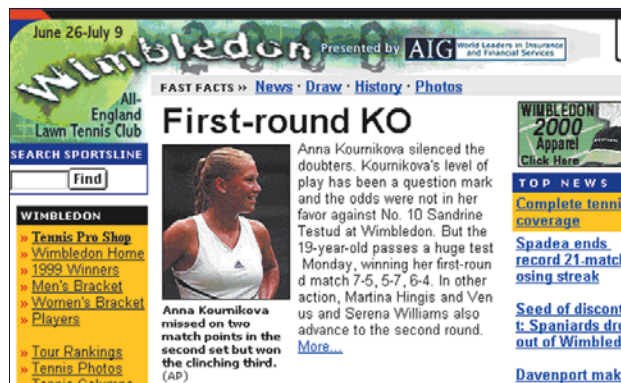 June 26-July 9
Wimbledon
Presented by AIG World Leaders in Insurance
and Financial Services
All-
England
Lawn Tennis Club
FAST FACTS » News · Draw · History · Photos
SEARCH SPORTSLINE
Find
WIMBLEDON
» Tennis Pro Shop
» Wimbledon Home
» 1999 Winners
» Men's Bracket
» Women's Bracket
» Players
» Tour Rankings
» Tennis Photos
First-round KO
Anna Kournikova silenced the
doubters. Kournikova's level of
play has been a question mark
and the odds were not in her
favor against No. 10 Sandrine
Testud at Wimbledon. But the
19-year-old passes a huge test
Monday, winning her first-roun
d match 7-5, 5-7, 6-4. In other
action, Martina Hingis and Ven
us and Serena Williams also
advance to the second round.
More...
Anna Kournikova
missed on two
match points in the
second set but won
the clinching third.
(AP)
WIMBLEDON
2000
Apparel
Click Here
TOP NEWS
Complete tenni
coverage
Spadea ends
record 21-match
osing streak
Seed of discont
t: Spaniards dro
out of Wimbled
Davenport mak